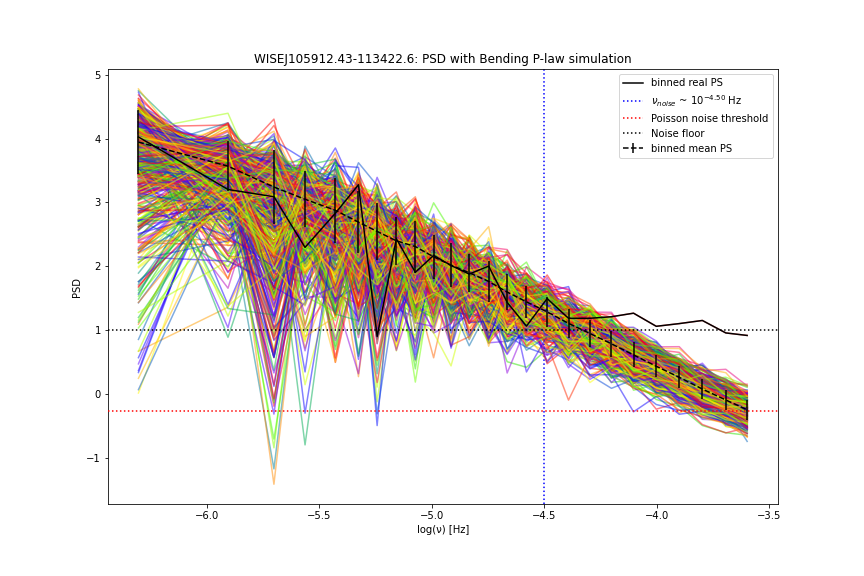 WISEJ105912.43-113422.6: PSD with Bending P-law simulation
binned real PS
ν_noise ~ 10^−4.50 Hz
Poisson noise threshold
Noise floor
binned mean PS
PSD
5
4
3
2
1
0
−1
−6.0 −5.5 −5.0 −4.5 −4.0 −3.5
log(ν) [Hz]